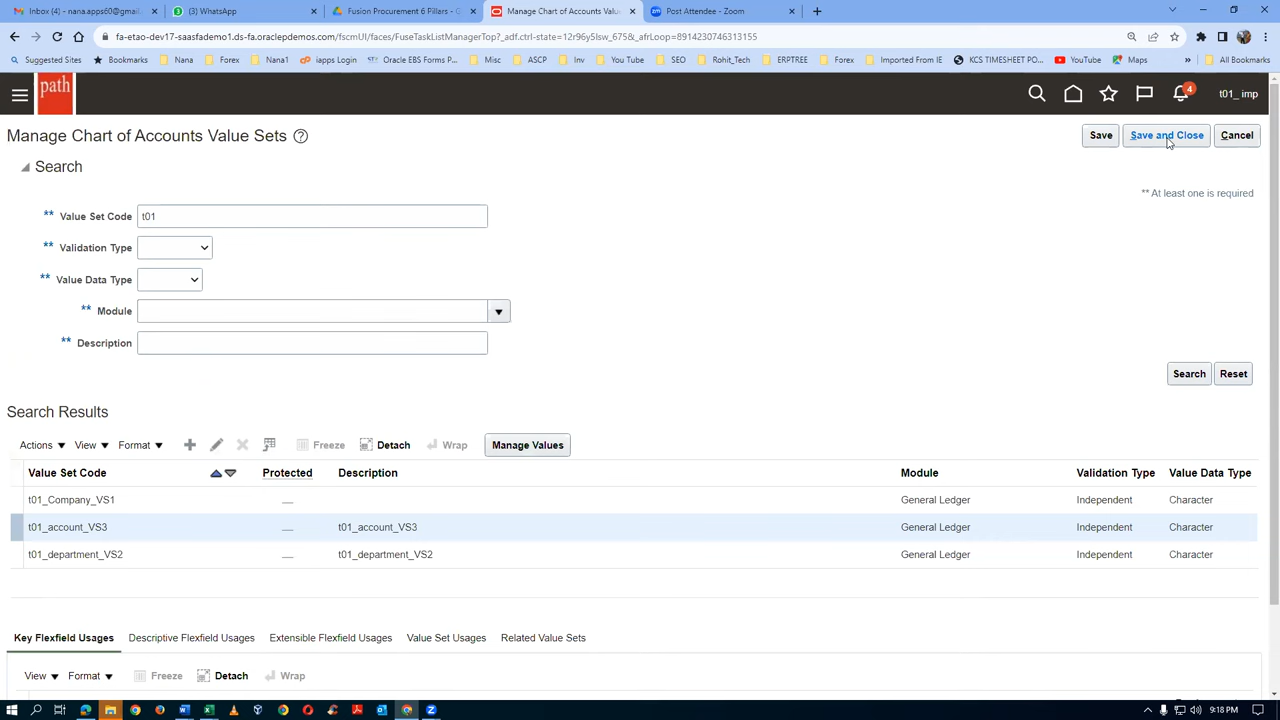 Inbox (4) - nanas60@gmail.
(3) WhatsApp
Fusion Procurement 6 Pillars - G
Manage Chart of Accounts Value
Post Attendee - Zoom
fa-etao-dev17-saasfademo1.ds-fa.oraclepdemos.com/fscmUI/faces/FuseTaskListManagerTop?_adf.ctrl-state=12r96y5lsw_675&_afrLoop=8914230746313155
Suggested Sites
Bookmarks
Nana
Forex
Nana1
iapps Login
Oracle EBS Forms P...
Misc
ASCP
Inv
You Tube
SEO
Rohit_Tech
ERPTREE
Forex
Imported From IE
KCS TIMESHEET PO...
YouTube
Maps
»
All Bookmarks
path
4
t01_ imp
Manage Chart of Accounts Value Sets ?
Save
Save and Close
Cancel
Search
** At least one is required
** Value Set Code t01
** Validation Type
** Value Data Type
** Module
** Description
Search
Reset
Search Results
Actions
View
Format
Freeze
Detach
Wrap
Manage Values
Value Set Code
Protected
Description
Module
Validation Type
Value Data Type
t01_Company_VS1
General Ledger
Independent
Character
t01_account_VS3
t01_account_VS3
General Ledger
Independent
Character
t01_department_VS2
t01_department_VS2
General Ledger
Independent
Character
Key Flexfield Usages
Descriptive Flexfield Usages
Extensible Flexfield Usages
Value Set Usages
Related Value Sets
View
Format
Freeze
Detach
Wrap
9:18 PM